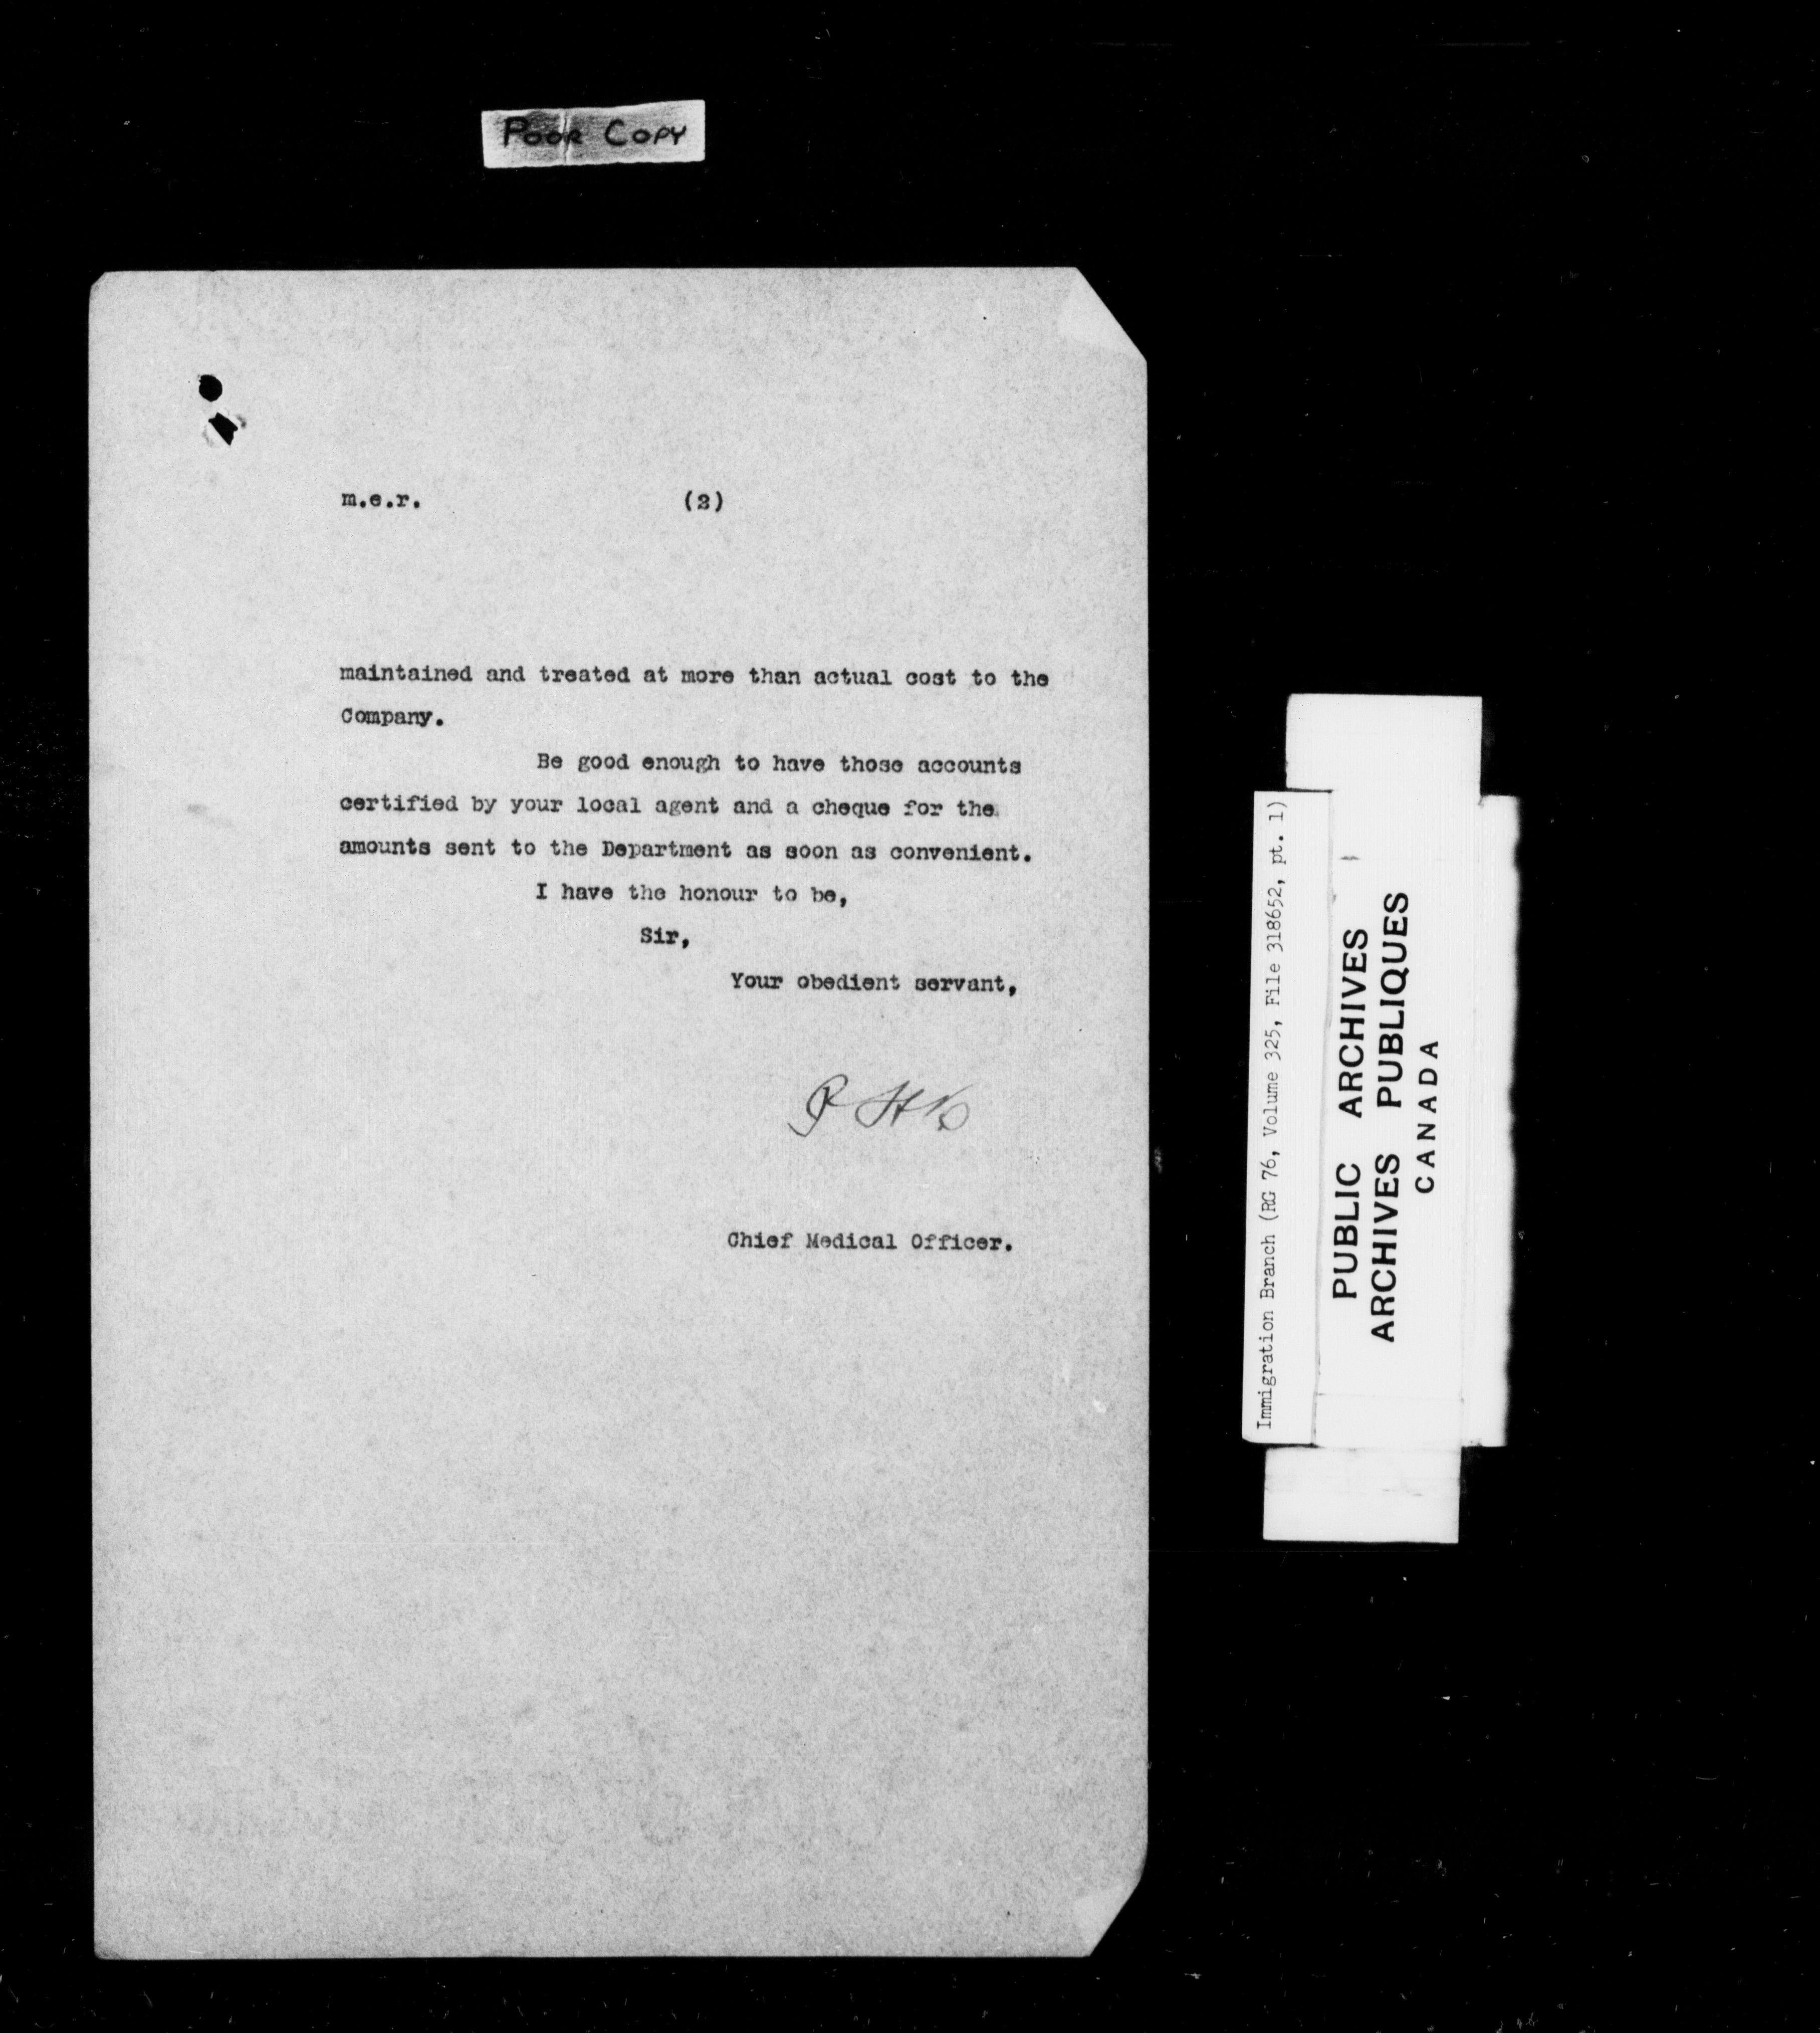 POOR COPY
m.e.r. (2)
maintained and treated at more than actual cost to the
Company.
Be good enough to have those accounts
certified by your local agent and a cheque for the
amounts sent to the Department as soon as convenient.
I have the honour to be,
Sir,
Your obedient servant,
Chief Medical Officer.
Immigration Branch (RG 76, Volume 325, File 318652, pt. 1)
PUBLIC ARCHIVES
ARCHIVES PUBLIQUES
CANADA